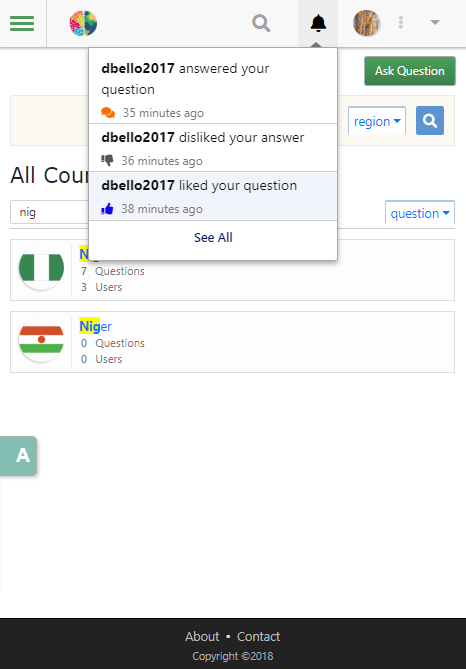 Ask Question
dbello2017 answered your
question
35 minutes ago
dbello2017 disliked your answer
36 minutes ago
dbello2017 liked your question
38 minutes ago
See All
region
All Cou
nig
question
7 Questions
3 Users
Niger
0 Questions
0 Users
A
About • Contact
Copyright ©2018